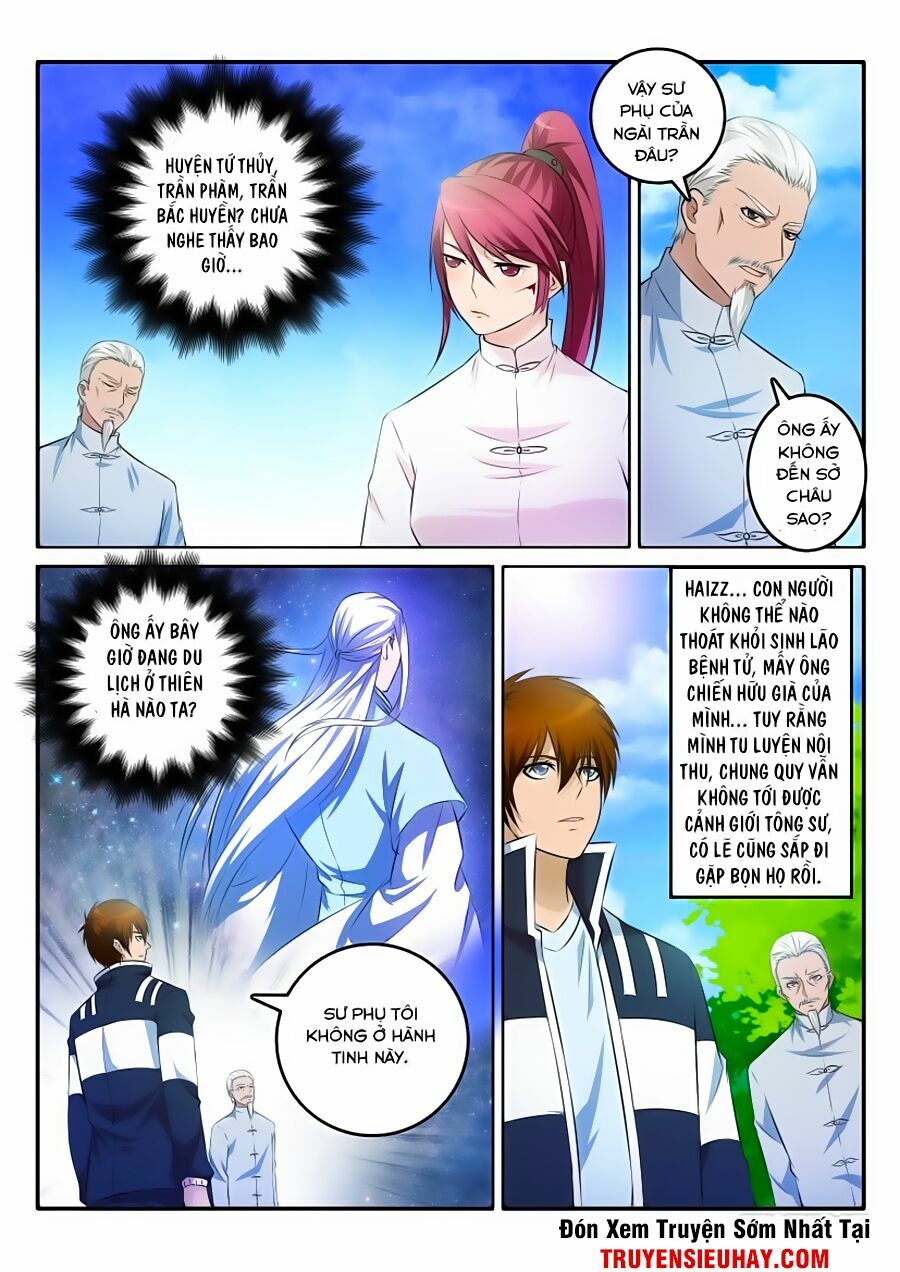 HUYỆN TỨ THỦY,
TRẦN PHÀM, TRẦN
BẮC HUYỀN? CHƯA
NGHE THẤY BAO
GIỜ...
VẬY SƯ
PHỤ CỦA
NGÀI TRẦN
ĐÂU?
ÔNG ẤY
KHÔNG
ĐẾN SỞ
CHÂU
SAO?
ÔNG ẤY BÂY
GIỜ ĐANG DU
LỊCH Ở THIÊN
HÀ NÀO TA?
SƯ PHỤ TÔI
KHÔNG Ở HÀNH
TINH NÀY.
HAIZZ... CON NGƯỜI
KHÔNG THỂ NÀO
THOÁT KHỎI SINH LÃO
BỆNH TỬ, MẤY ÔNG
CHIẾN HỮU GIÀ CỦA
MÌNH... TUY RẰNG
MÌNH TU LUYỆN NỘI
THU, CHUNG QUY VẪN
KHÔNG TỚI ĐƯỢC
CẢNH GIỚI TÔNG SƯ,
CÓ LẼ CŨNG SẮP ĐI
GẶP BỌN HỌ RỒI.
Đón Xem Truyện Sớm Nhất Tại
TRUYENSIEUHAY.COM